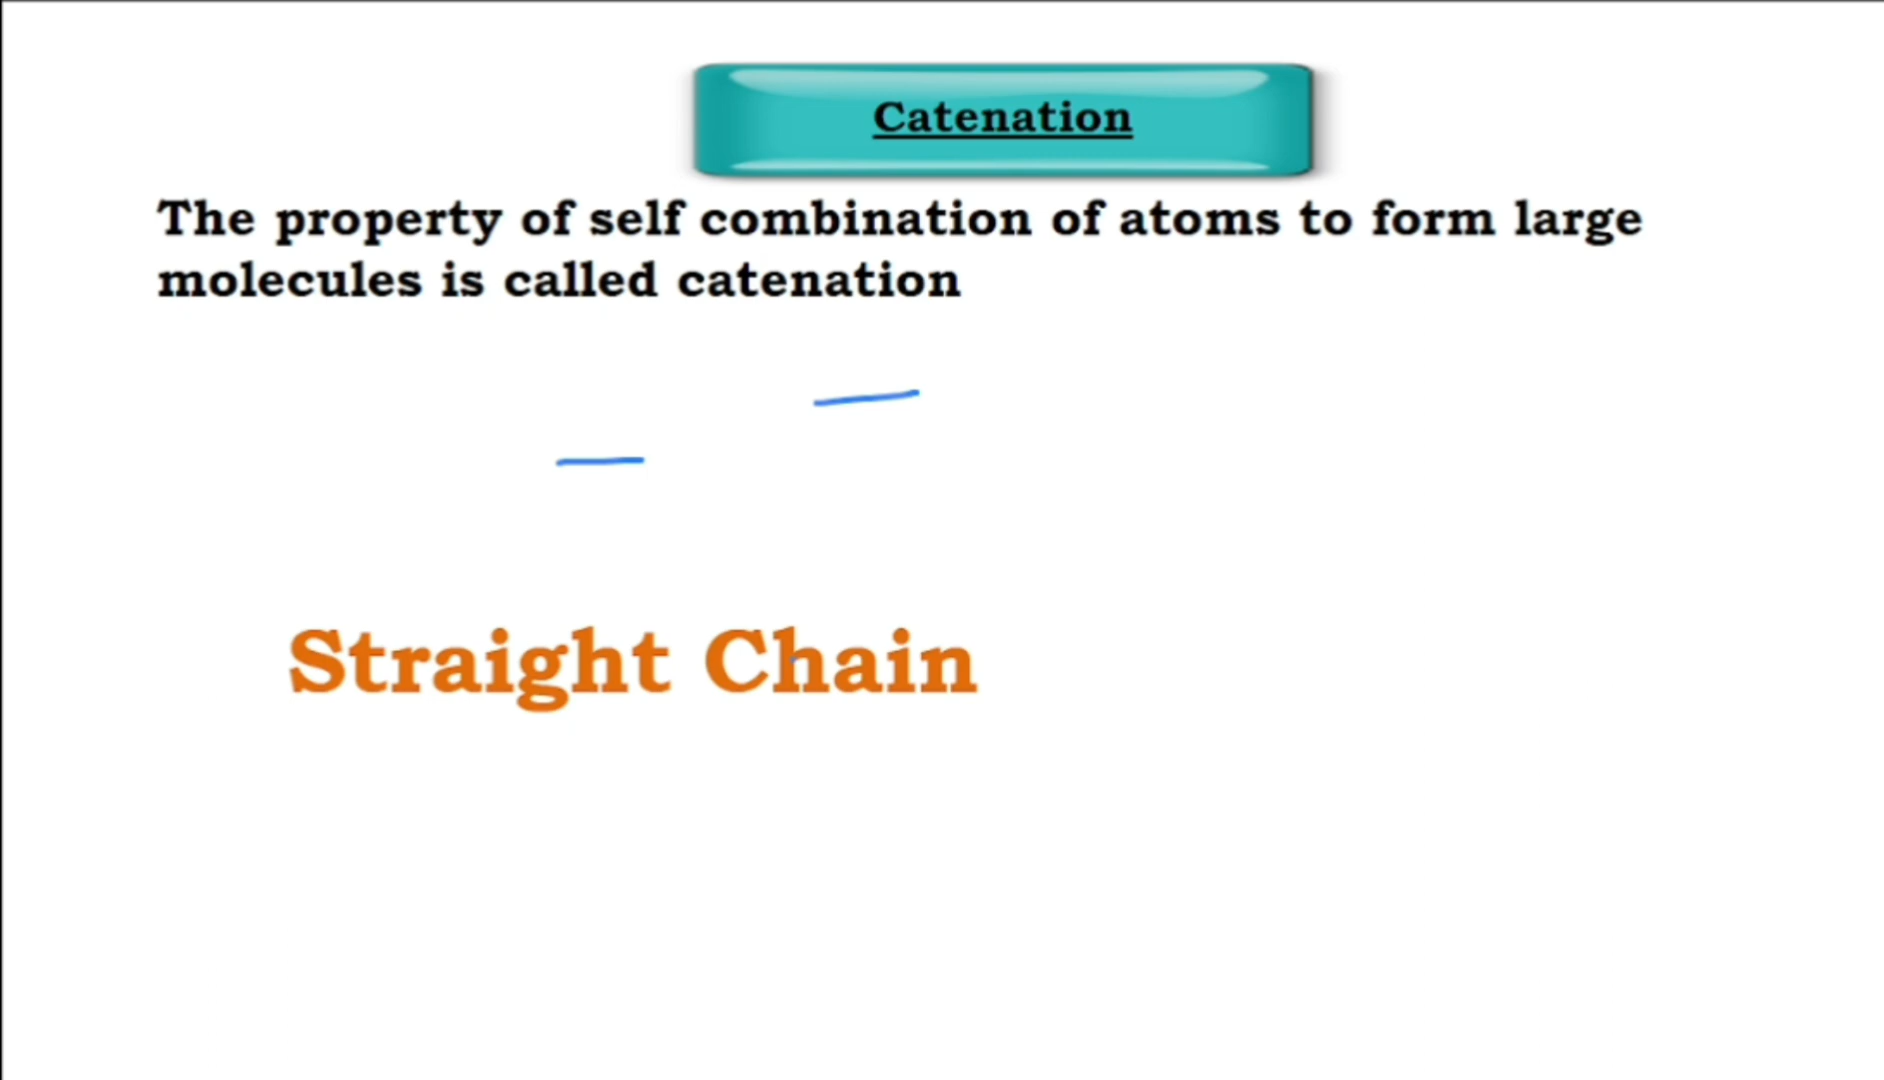 Catenation
The property of self combination of atoms to form large
molecules is called catenation
Straight Chain